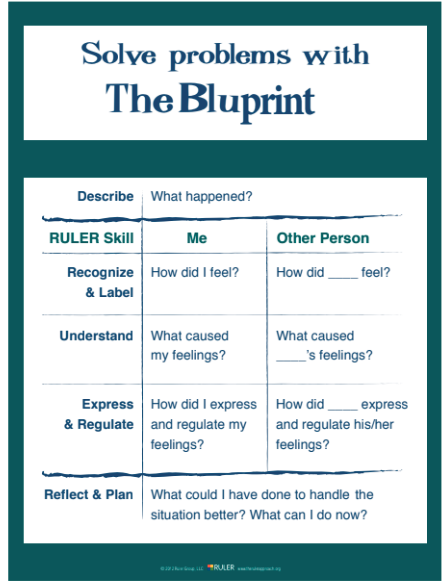 Solve problems with
The Bluprint
Describe What happened?
RULER Skill Me Other Person
Recognize & Label How did I feel? How did ____ feel?
Understand What caused my feelings? What caused ____'s feelings?
Express & Regulate How did I express and regulate my feelings? How did ____ express and regulate his/her feelings?
Reflect & Plan What could I have done to handle the
situation better? What can I do now?
RULER